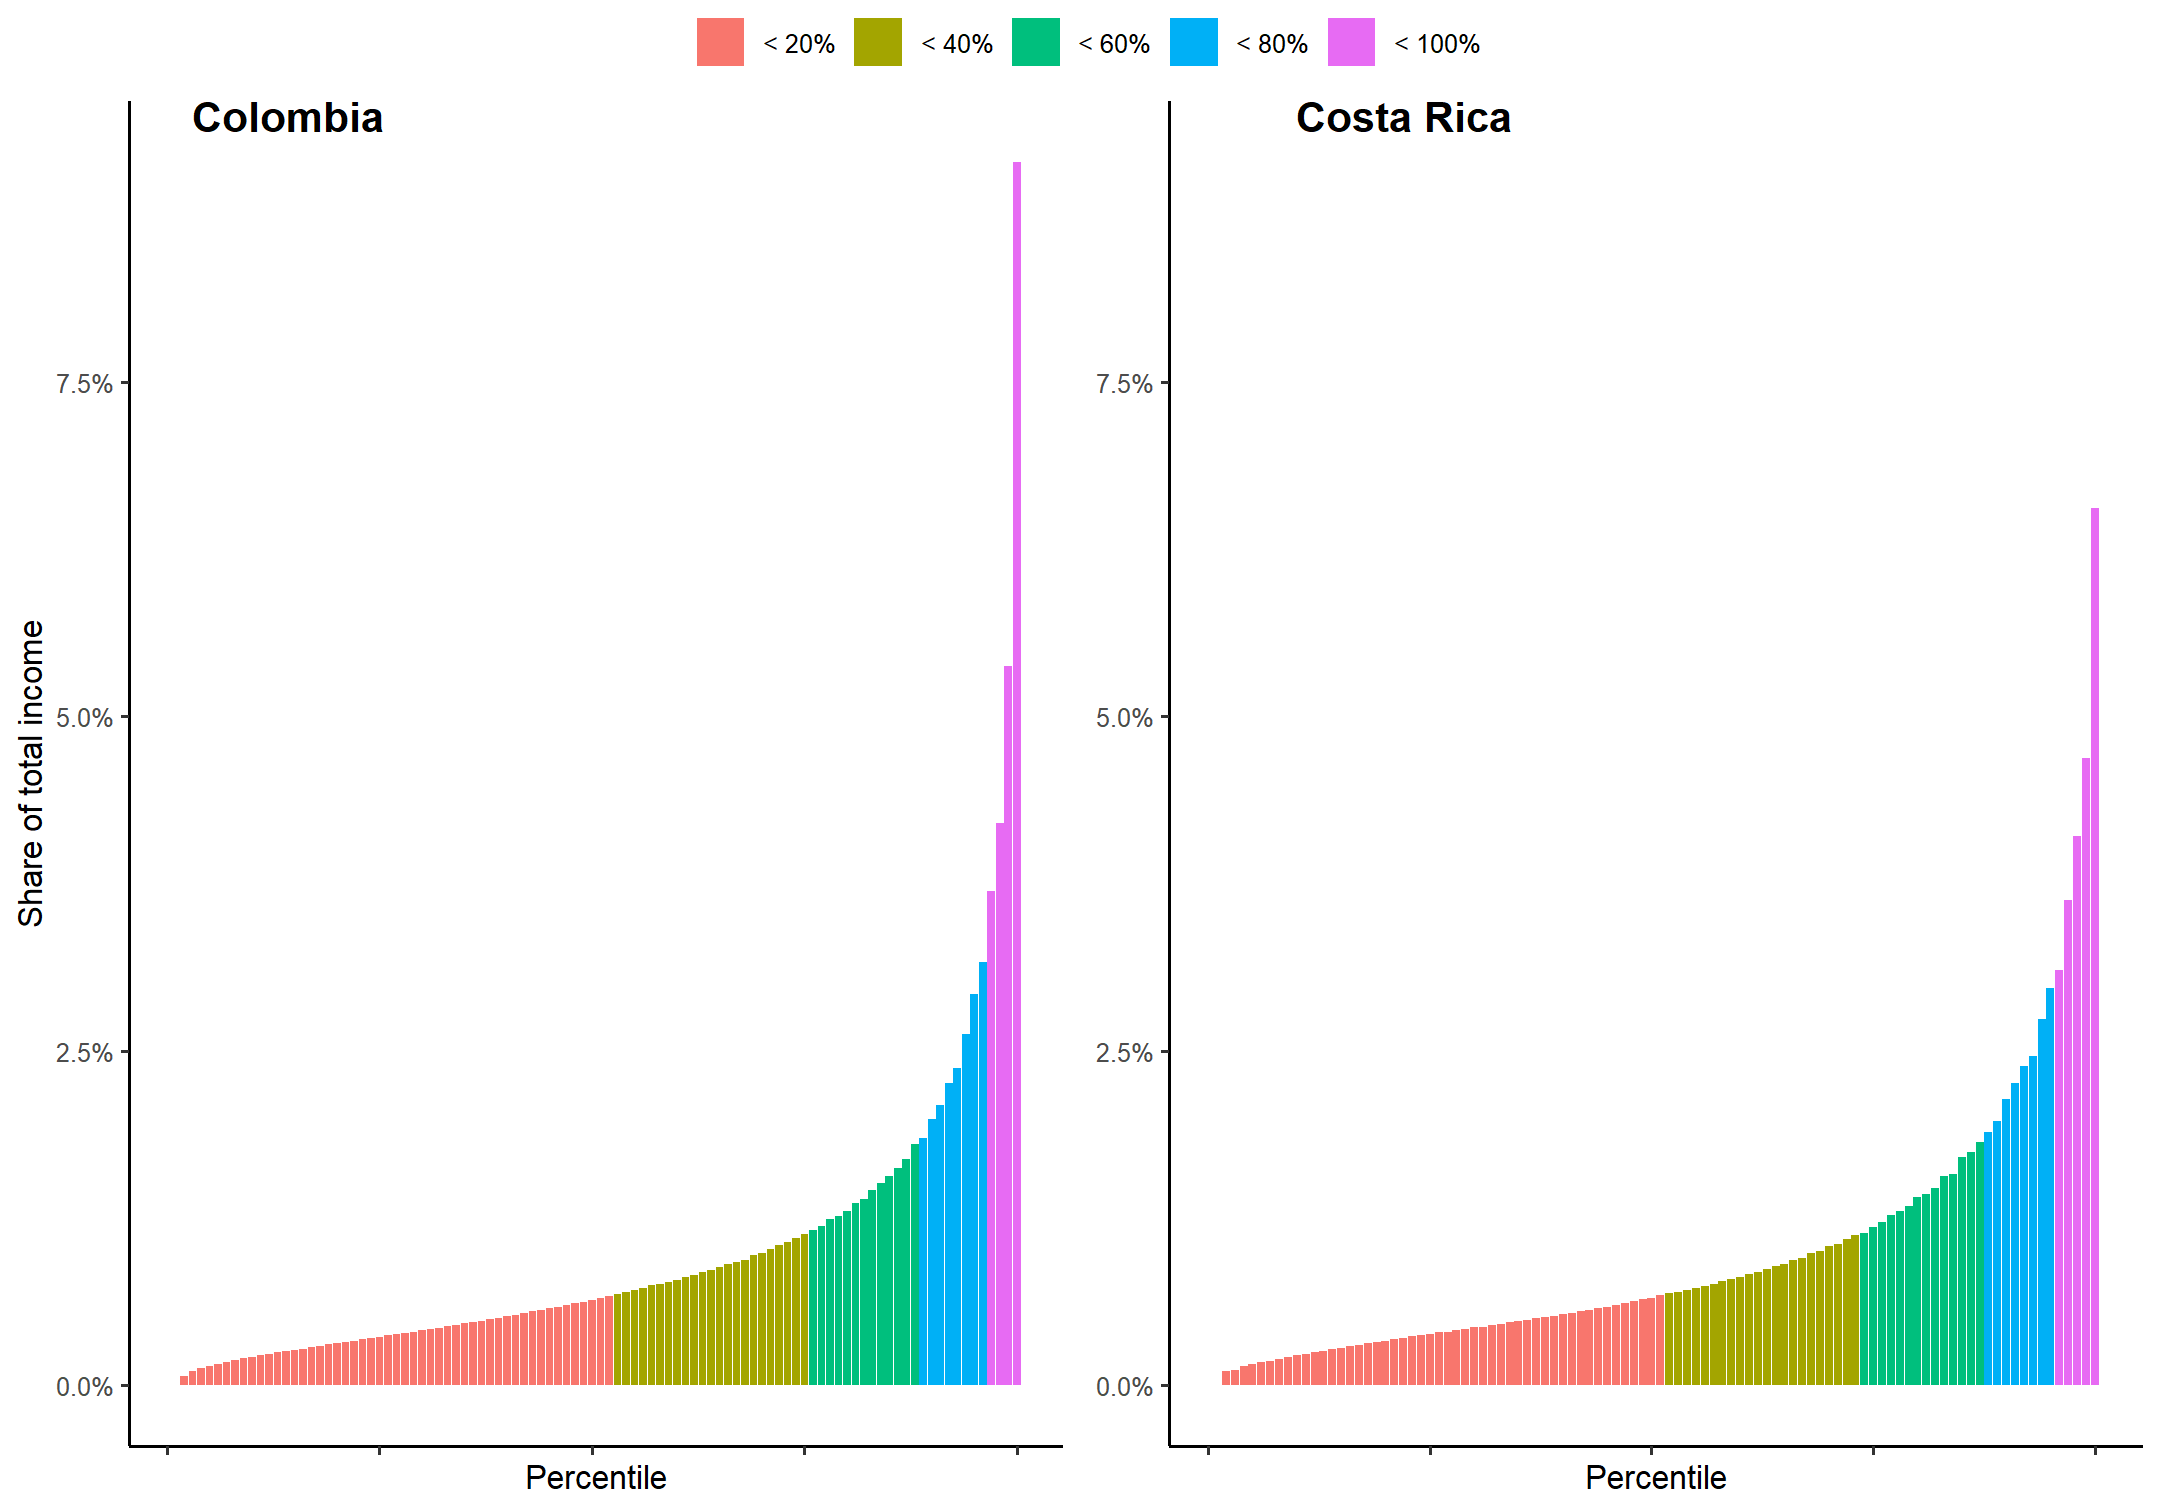 < 20% < 40% < 60% < 80% < 100%
Colombia
Costa Rica
Share of total income
7.5%
5.0%
2.5%
0.0%
Percentile
7.5%
5.0%
2.5%
0.0%
Percentile